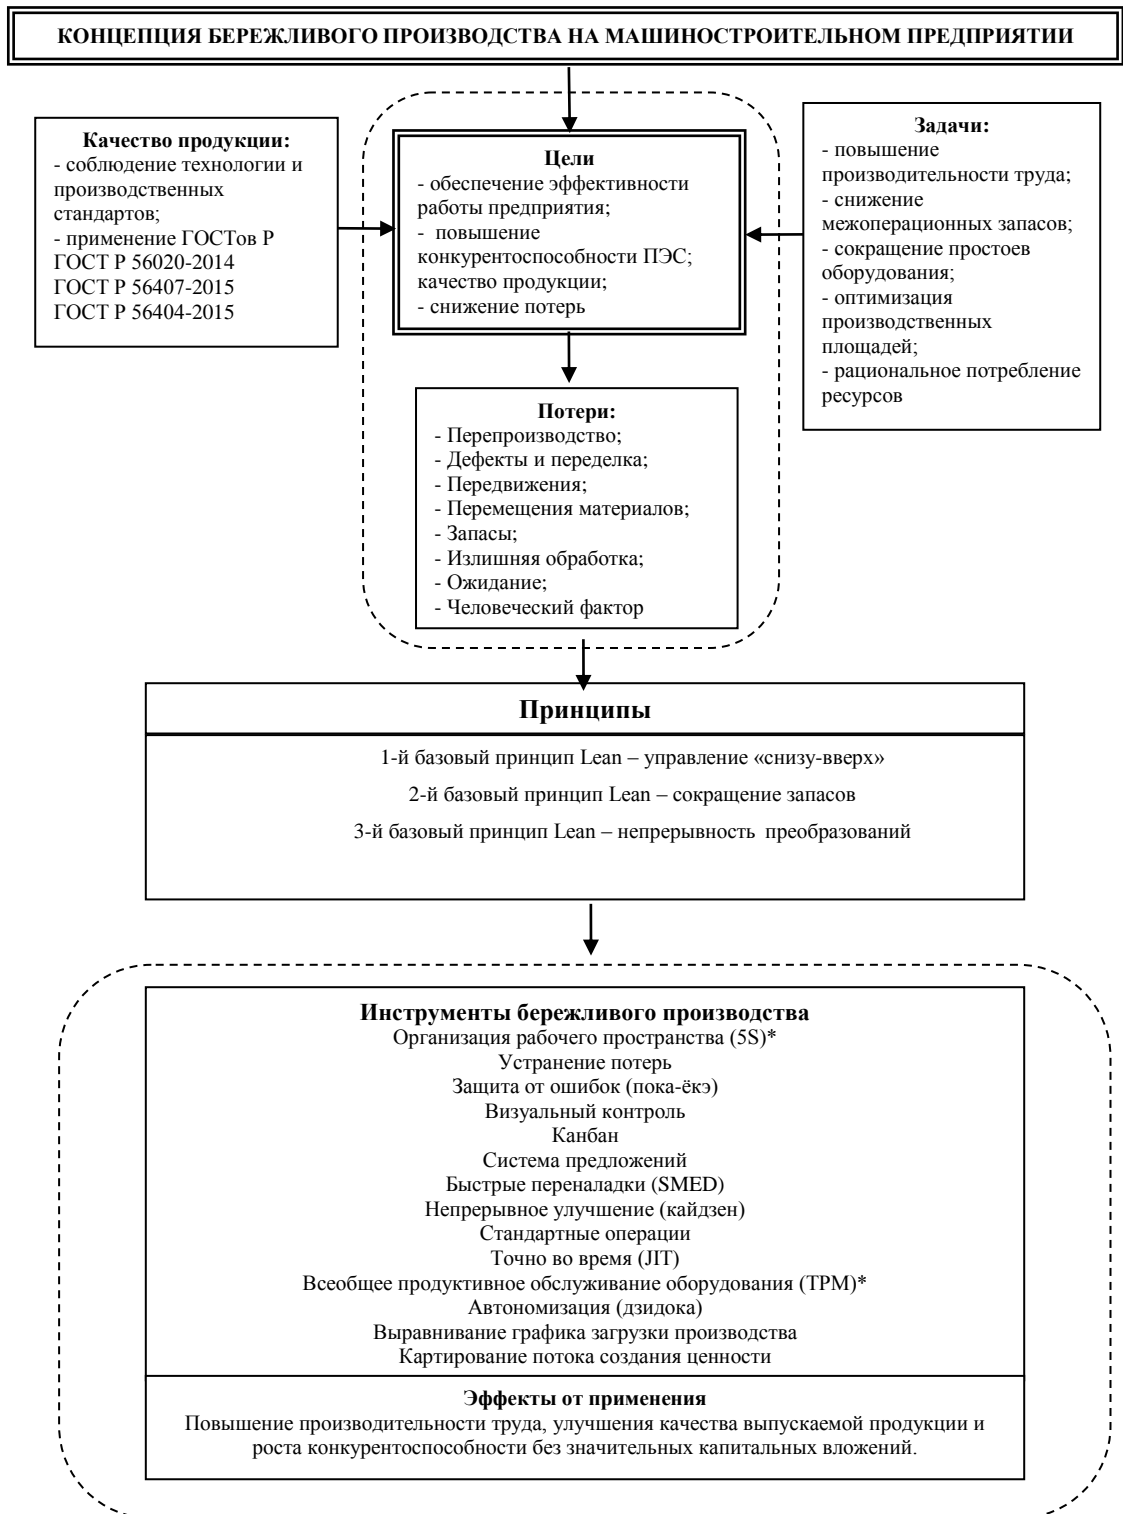 КОНЦЕПЦИЯ БЕРЕЖЛИВОГО ПРОИЗВОДСТВА НА МАШИНОСТРОИТЕЛЬНОМ ПРЕДПРИЯТИИ
Качество продукции:
- соблюдение технологии и
производственных
стандартов;
- применение ГОСТов Р
ГОСТ Р 56020-2014
ГОСТ Р 56407-2015
ГОСТ Р 56404-2015
Цели
- обеспечение эффективности
работы предприятия;
- повышение
конкурентоспособности ПЭС;
качество продукции;
- снижение потерь
Задачи:
- повышение
производительности труда;
- снижение
межоперационных запасов;
- сокращение простоев
оборудования;
- оптимизация
производственных
площадей;
- рациональное потребление
ресурсов
Потери:
- Перепроизводство;
- Дефекты и переделка;
- Передвижения;
- Перемещения материалов;
- Запасы;
- Излишняя обработка;
- Ожидание;
- Человеческий фактор
Принципы
1-й базовый принцип Lean – управление «снизу-вверх»
2-й базовый принцип Lean – сокращение запасов
3-й базовый принцип Lean – непрерывность преобразований
Инструменты бережливого производства
Организация рабочего пространства (5S)*
Устранение потерь
Защита от ошибок (пока-ёкэ)
Визуальный контроль
Канбан
Система предложений
Быстрые переналадки (SMED)
Непрерывное улучшение (кайдзен)
Стандартные операции
Точно во время (JIT)
Всеобщее продуктивное обслуживание оборудования (TPM)*
Автономизация (дзидока)
Выравнивание графика загрузки производства
Картирование потока создания ценности
Эффекты от применения
Повышение производительности труда, улучшения качества выпускаемой продукции и
роста конкурентоспособности без значительных капитальных вложений.